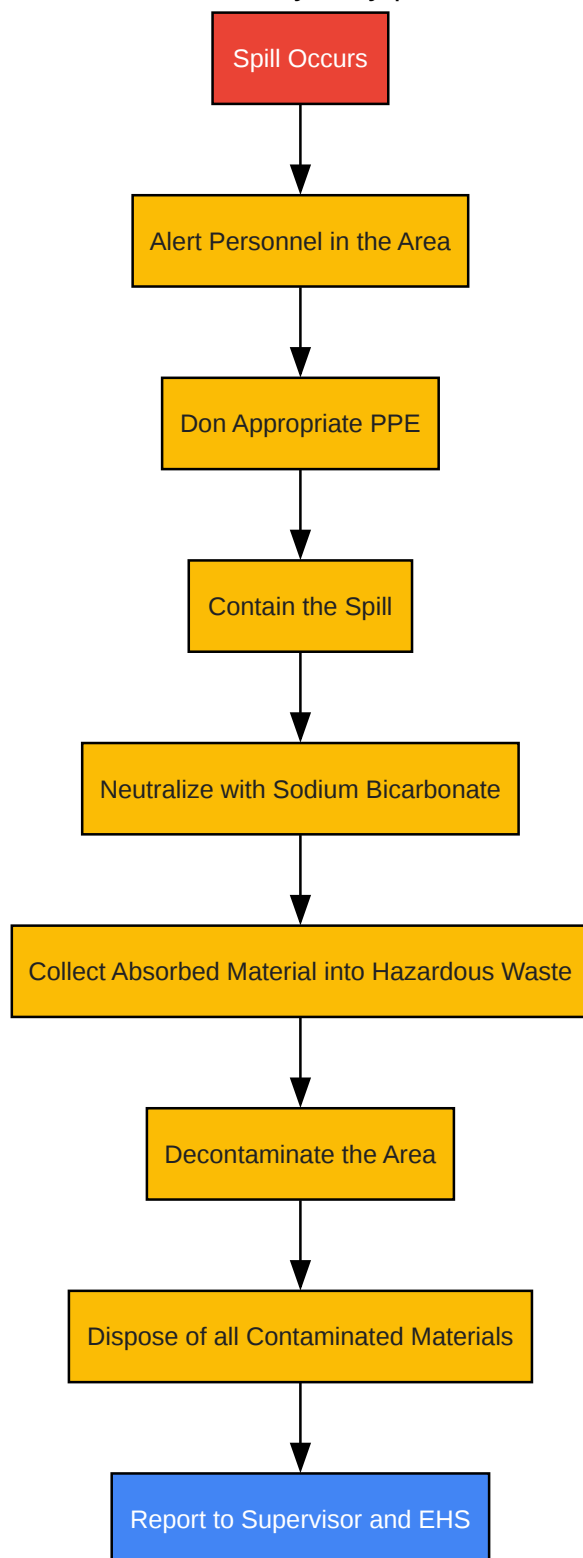 Spill Occurs
Alert Personnel in the Area
Don Appropriate PPE
Contain the Spill
Neutralize with Sodium Bicarbonate
Collect Absorbed Material into Hazardous Waste
Decontaminate the Area
Dispose of all Contaminated Materials
Report to Supervisor and EHS